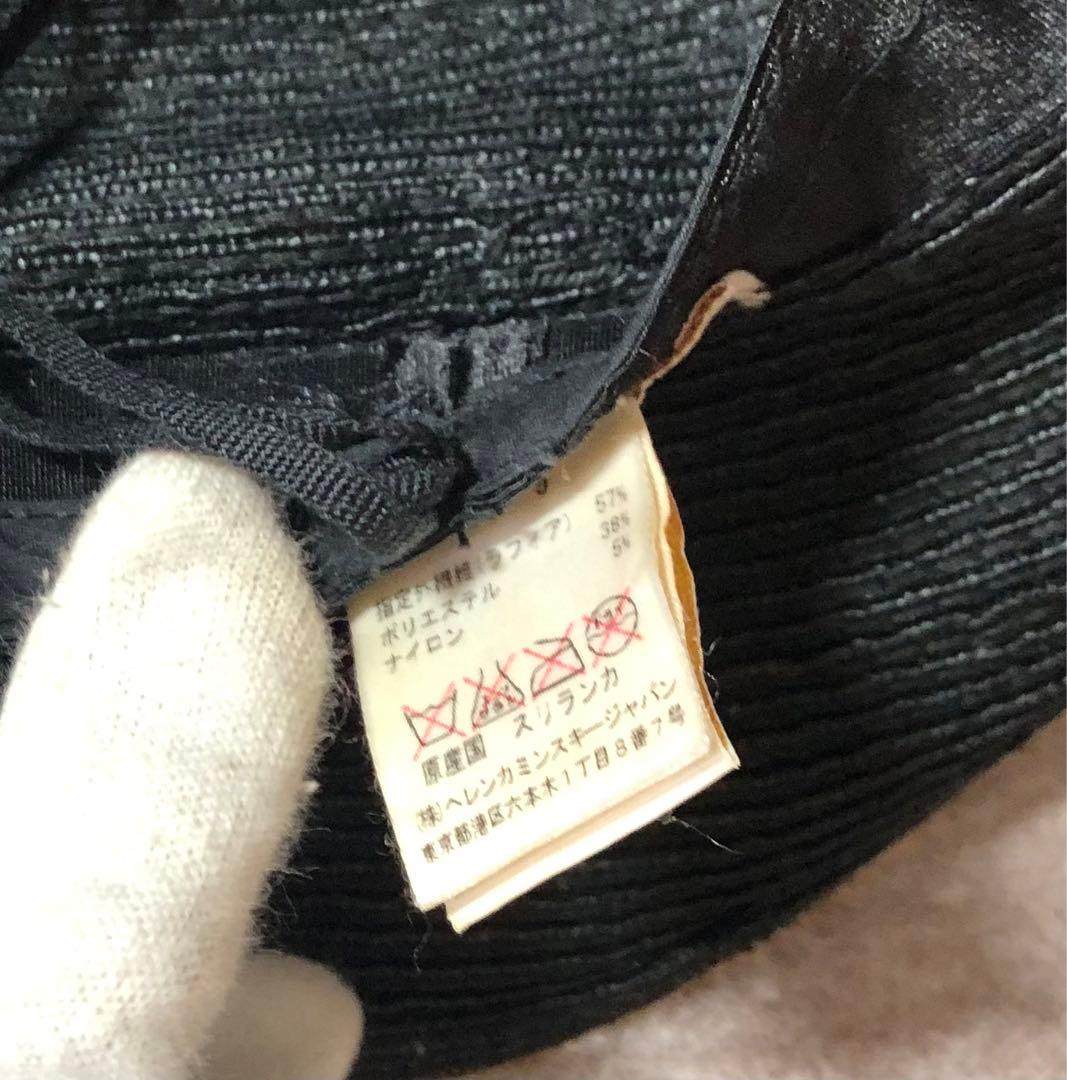 指定外繊維(ラフィア) 57%
ポリエステル 38%
ナイロン 5%
原産国 スリランカ
(株)ヘレンカミンスキージャパン
東京都港区六本木1丁目8番7号